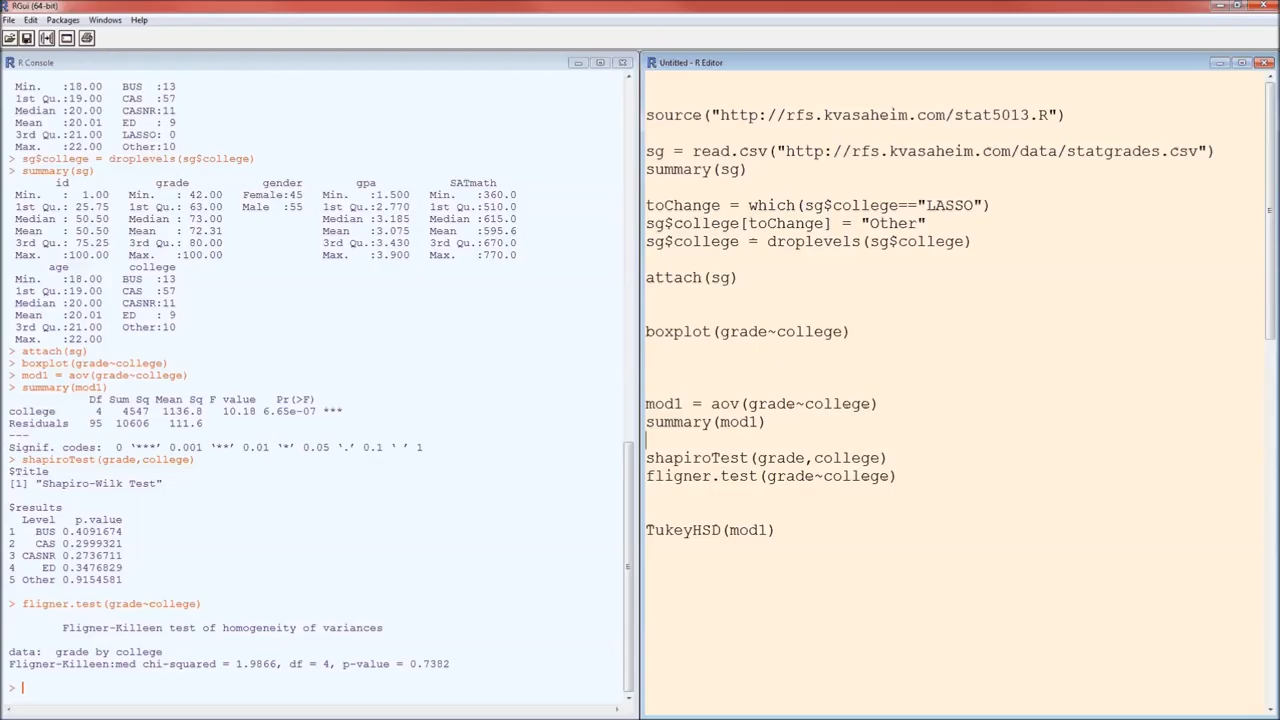 RGui (64-bit)
File Edit Packages Windows Help
R Console
Min. :18.00 BUS :13
1st Qu.:19.00 CAS :57
Median :20.00 CASNR:11
Mean :20.01 ED : 9
3rd Qu.:21.00 LASSO: 0
Max. :22.00 Other:10
> sg$college = droplevels(sg$college)
> summary(sg)
id grade gender gpa SATmath
Min. : 1.00 Min. : 42.00 Female:45 Min. :1.500 Min. :360.0
1st Qu.: 25.75 1st Qu.: 63.00 Male :55 1st Qu.:2.770 1st Qu.:510.0
Median : 50.50 Median : 73.00 Median :3.185 Median :615.0
Mean : 50.50 Mean : 72.31 Mean :3.075 Mean :595.6
3rd Qu.: 75.25 3rd Qu.: 80.00 3rd Qu.:3.430 3rd Qu.:670.0
Max. :100.00 Max. :100.00 Max. :3.900 Max. :770.0
age college
Min. :18.00 BUS :13
1st Qu.:19.00 CAS :57
Median :20.00 CASNR:11
Mean :20.01 ED : 9
3rd Qu.:21.00 Other:10
Max. :22.00
> attach(sg)
> boxplot(grade~college)
> mod1 = aov(grade~college)
> summary(mod1)
Df Sum Sq Mean Sq F value Pr(>F)
college 4 4547 1136.8 10.18 6.65e-07 ***
Residuals 95 10606 111.6
---
Signif. codes: 0 ‘***’ 0.001 ‘**’ 0.01 ‘*’ 0.05 ‘.’ 0.1 ‘ ’ 1
> shapiroTest(grade,college)
$Title
[1] "Shapiro-Wilk Test"
$results
Level p.value
1 BUS 0.4091674
2 CAS 0.2999321
3 CASNR 0.2736711
4 ED 0.3476829
5 Other 0.9154581
> fligner.test(grade~college)
Fligner-Killeen test of homogeneity of variances
data: grade by college
Fligner-Killeen:med chi-squared = 1.9866, df = 4, p-value = 0.7382
>
Untitled - R Editor
source("http://rfs.kvasaheim.com/stat5013.R")
sg = read.csv("http://rfs.kvasaheim.com/data/statgrades.csv")
summary(sg)
toChange = which(sg$college=="LASSO")
sg$college[toChange] = "Other"
sg$college = droplevels(sg$college)
attach(sg)
boxplot(grade~college)
mod1 = aov(grade~college)
summary(mod1)
shapiroTest(grade,college)
fligner.test(grade~college)
TukeyHSD(mod1)